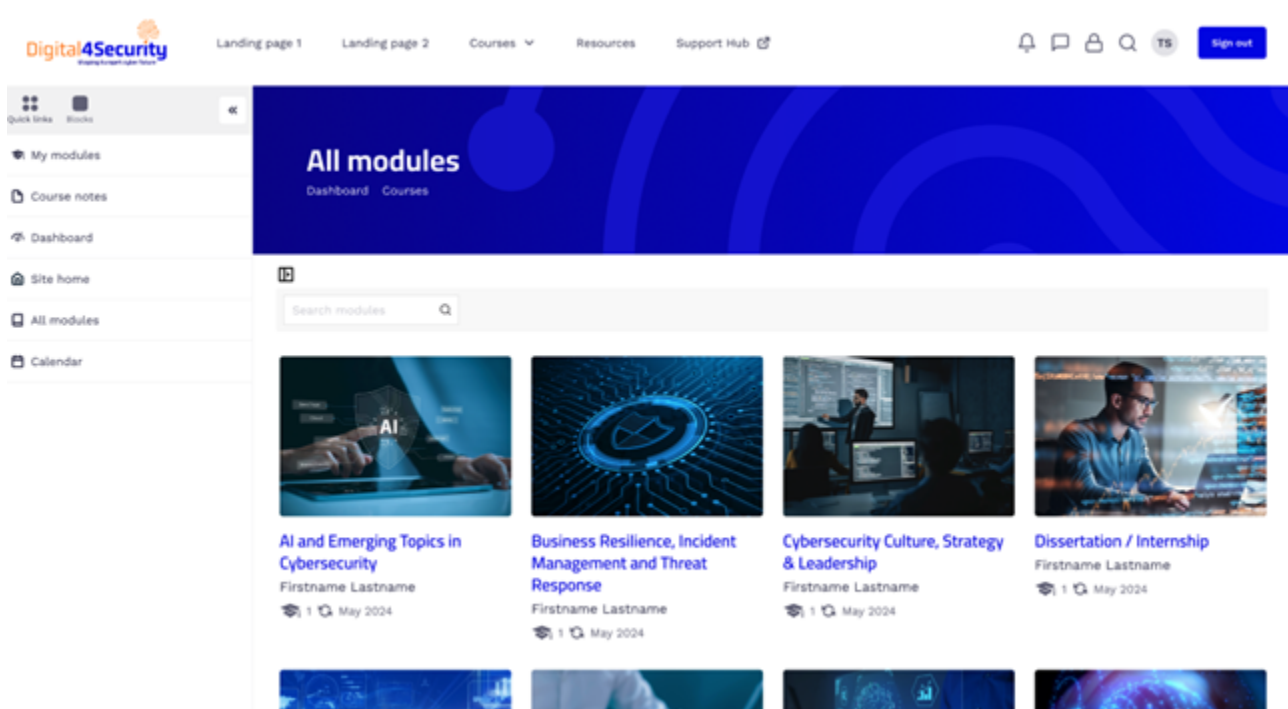 Digital4Security
Landing page 1
Landing page 2
Courses
Resources
Support Hub
TS
Sign out
Quick links
Blocks
My modules
Course notes
Dashboard
Site home
All modules
Calendar
All modules
Dashboard Courses
Search modules
AI
AI and Emerging Topics in
Cybersecurity
Firstname Lastname
1 May 2024
Business Resilience, Incident
Management and Threat
Response
Firstname Lastname
1 May 2024
Cybersecurity Culture, Strategy
& Leadership
Firstname Lastname
1 May 2024
Dissertation / Internship
Firstname Lastname
1 May 2024